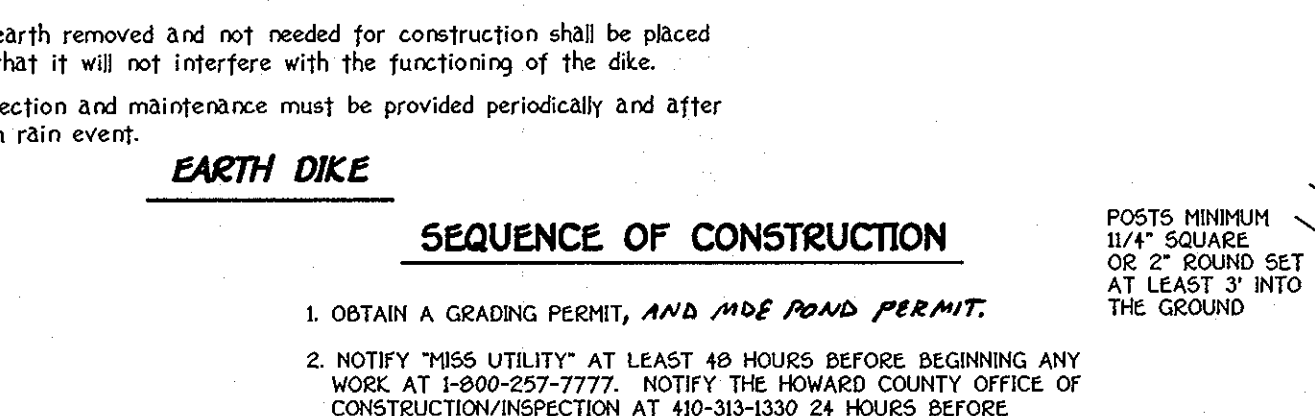 earth removed and not needed for construction shall be placed
that it will not interfere with the functioning of the dike.
ection and maintenance must be provided periodically and after
rain event.
EARTH DIKE
SEQUENCE OF CONSTRUCTION
1. OBTAIN A GRADING PERMIT, AND MDE POND PERMIT.
2. NOTIFY "MISS UTILITY" AT LEAST 48 HOURS BEFORE BEGINNING ANY
WORK AT 1-800-257-7777. NOTIFY THE HOWARD COUNTY OFFICE OF
CONSTRUCTION/INSPECTION AT 410-313-1330 24 HOURS BEFORE
POSTS MINIMUM
11/4" SQUARE
OR 2" ROUND SET
AT LEAST 3' INTO
THE GROUND